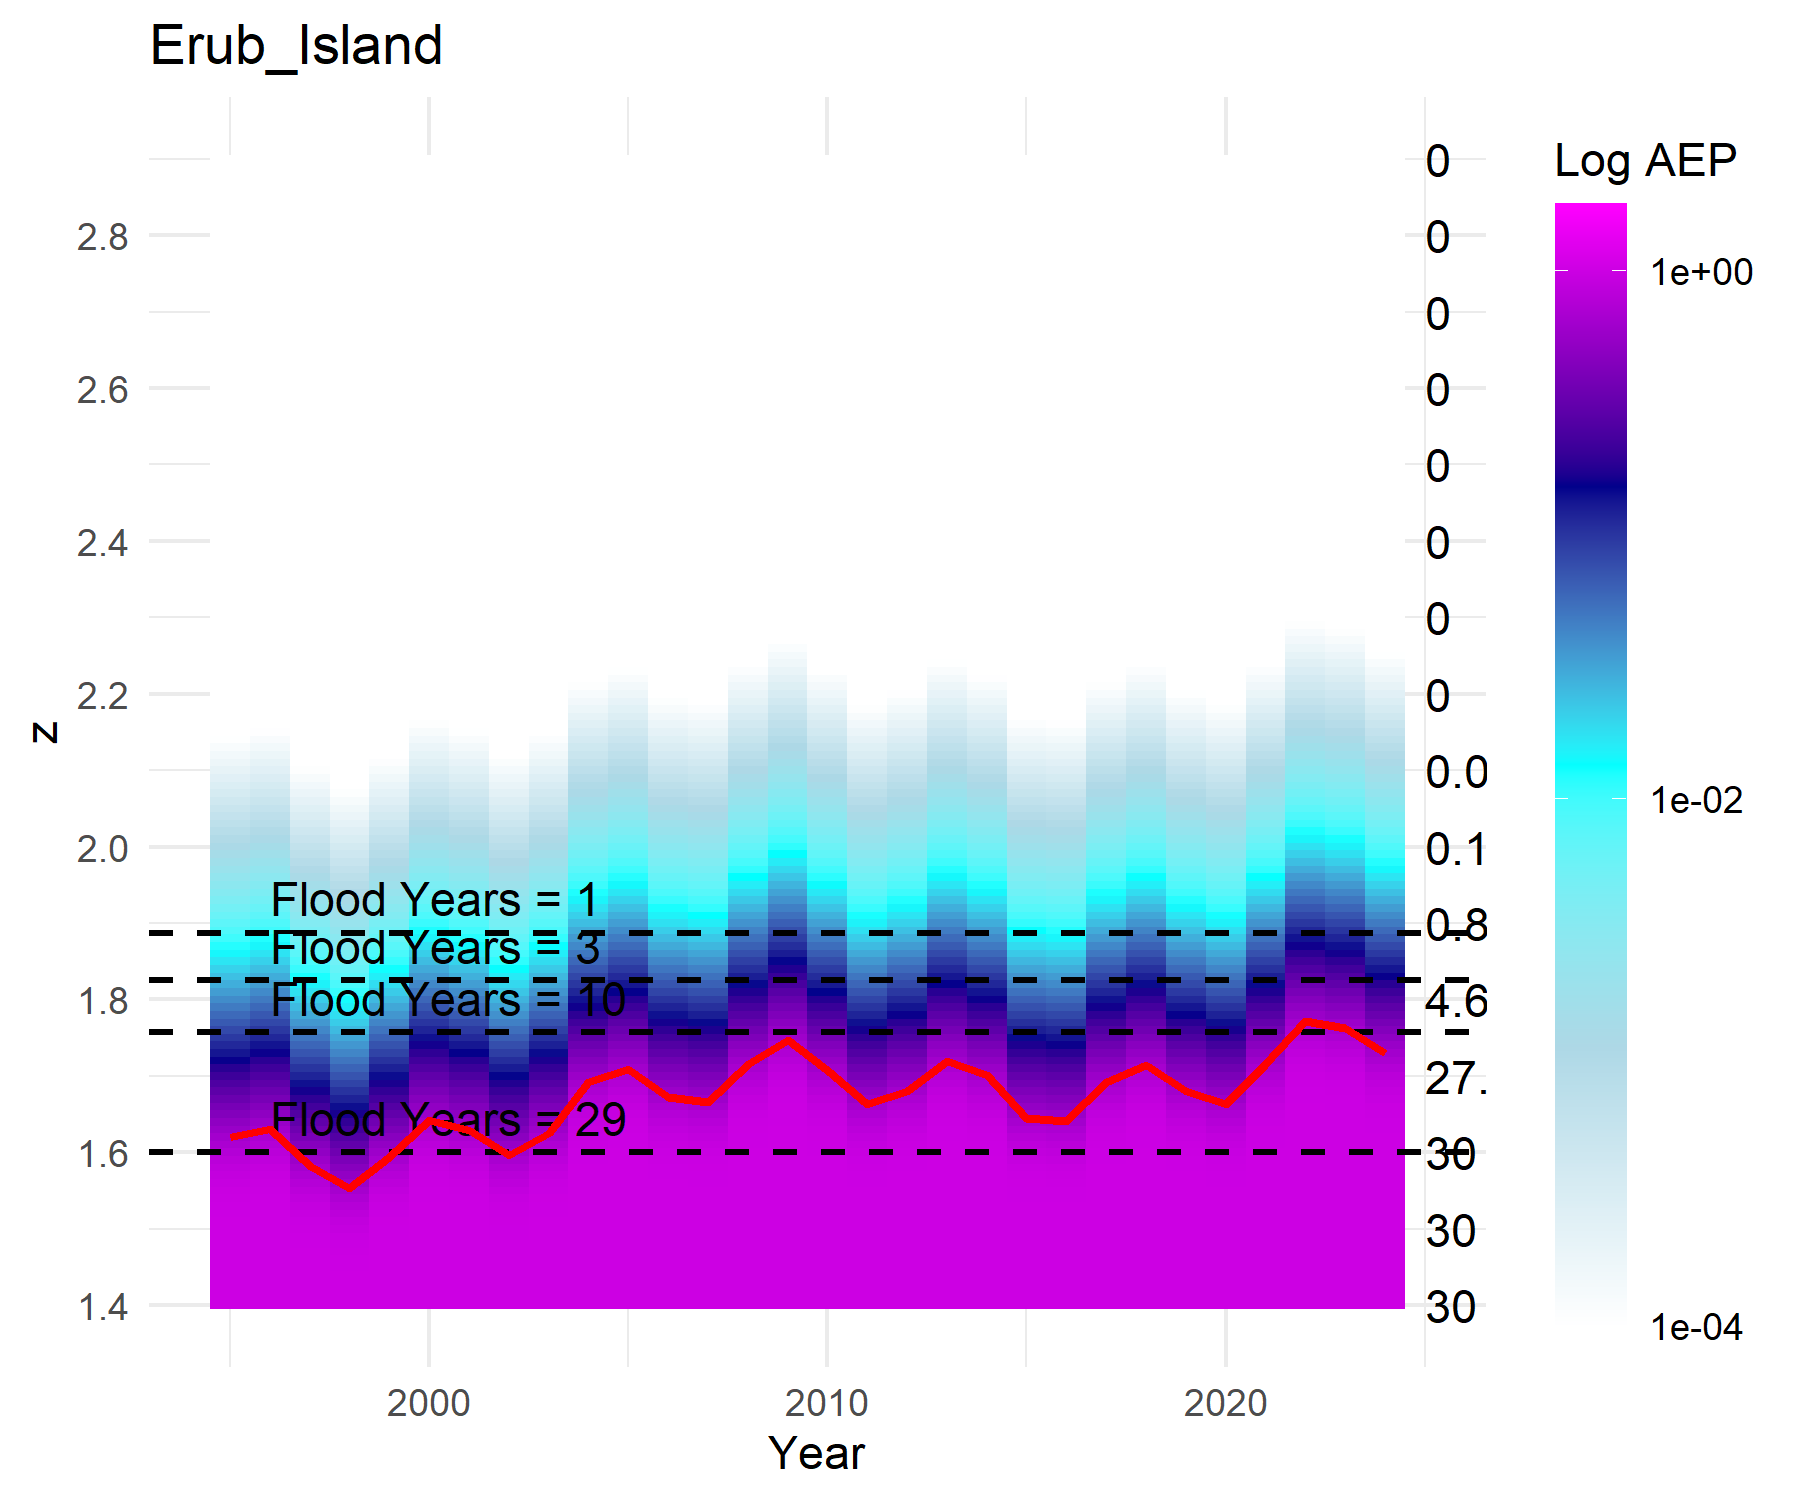 Erub_Island
Log AEP
1e+00
1e-02
1e-04
z
2.8
2.6
2.4
2.2
2.0
1.8
1.6
1.4
0
0
0
0
0
0
0
0
0.0
0.1
0.8
4.6
27.
30
30
30
Flood Years = 1
Flood Years = 3
Flood Years = 10
Flood Years = 29
2000
2010
2020
Year